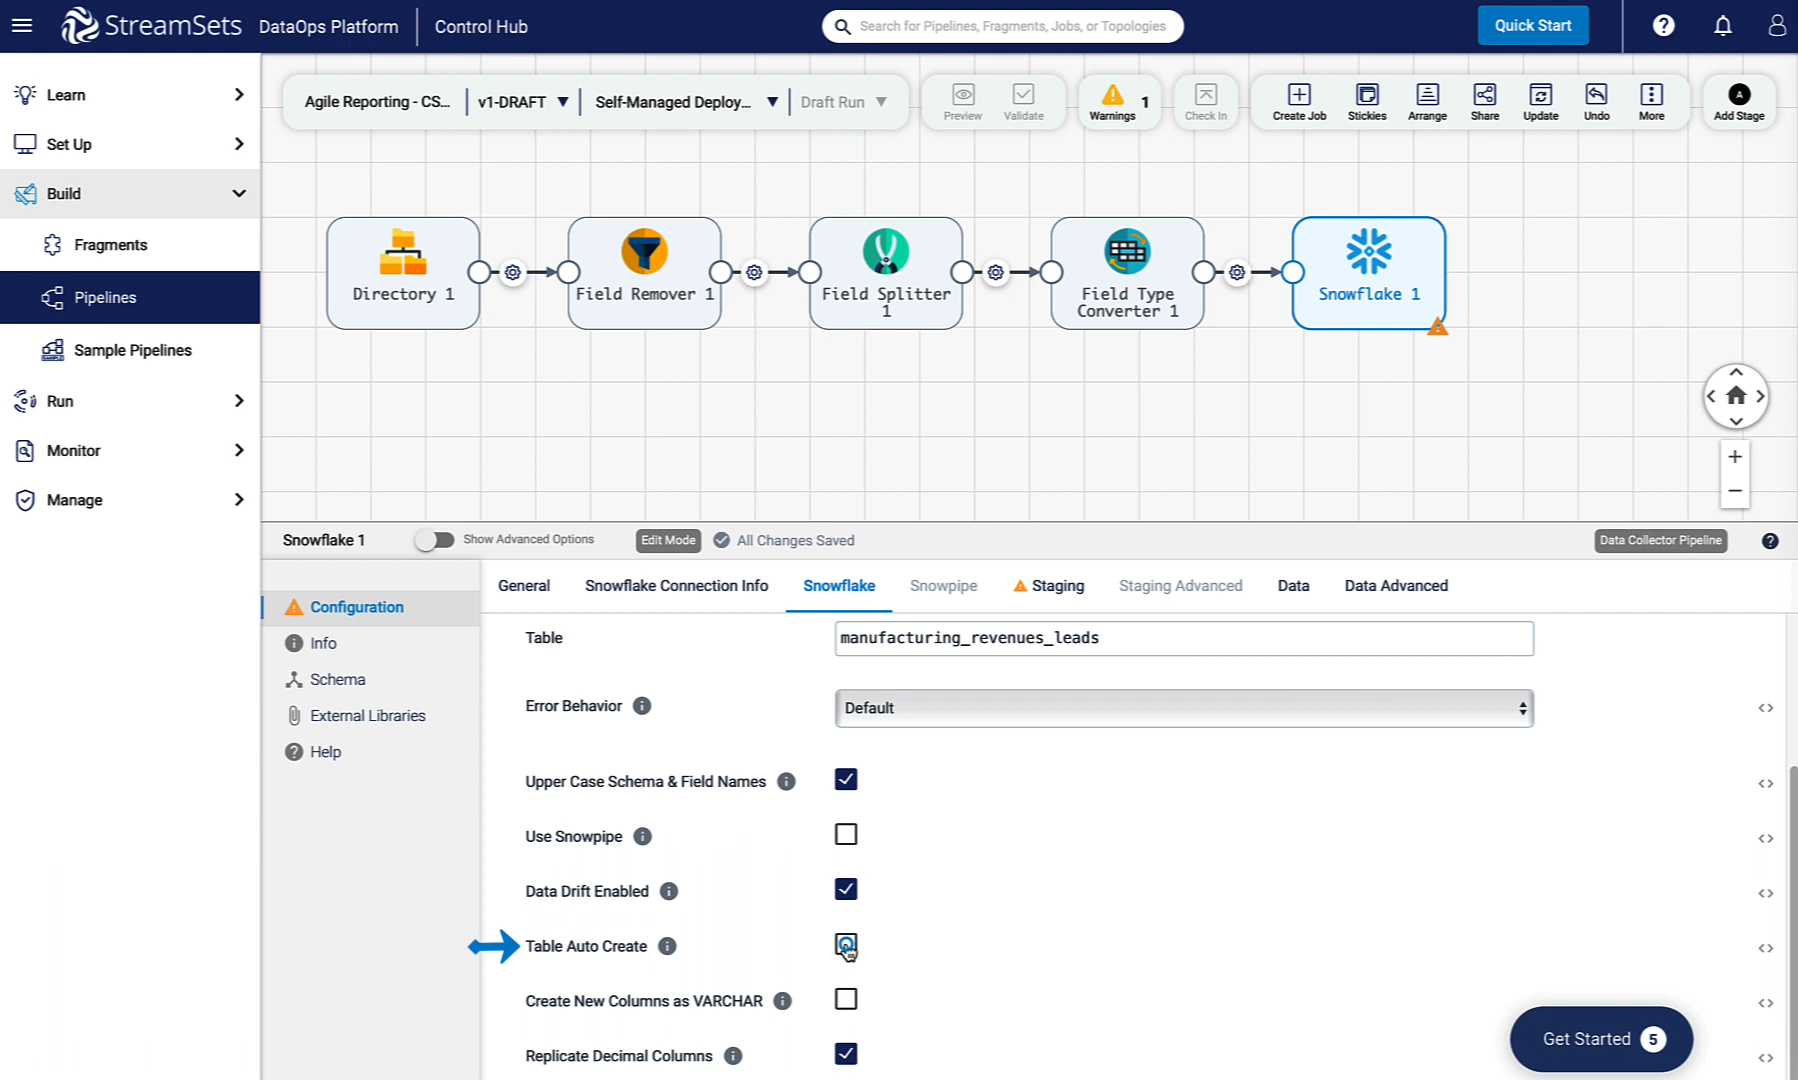 StreamSets DataOps Platform Control Hub
Search for Pipelines, Fragments, Jobs, or Topologies
Quick Start
Learn
Set Up
Build
Fragments
Pipelines
Sample Pipelines
Run
Monitor
Manage
Agile Reporting - CS... v1-DRAFT Self-Managed Deploy... Draft Run
Preview Validate
Warnings 1
Check In
Create Job Stickies Arrange Share Update Undo More
A
Add Stage
Directory 1
Field Remover 1
Field Splitter
1
Field Type
Converter 1
Snowflake 1
Snowflake 1 Show Advanced Options Edit Mode All Changes Saved Data Collector Pipeline
Configuration
Info
Schema
External Libraries
Help
General Snowflake Connection Info Snowflake Snowpipe Staging Staging Advanced Data Data Advanced
Table manufacturing_revenues_leads
Error Behavior Default
Upper Case Schema & Field Names
Use Snowpipe
Data Drift Enabled
Table Auto Create
Create New Columns as VARCHAR
Replicate Decimal Columns
Get Started 5